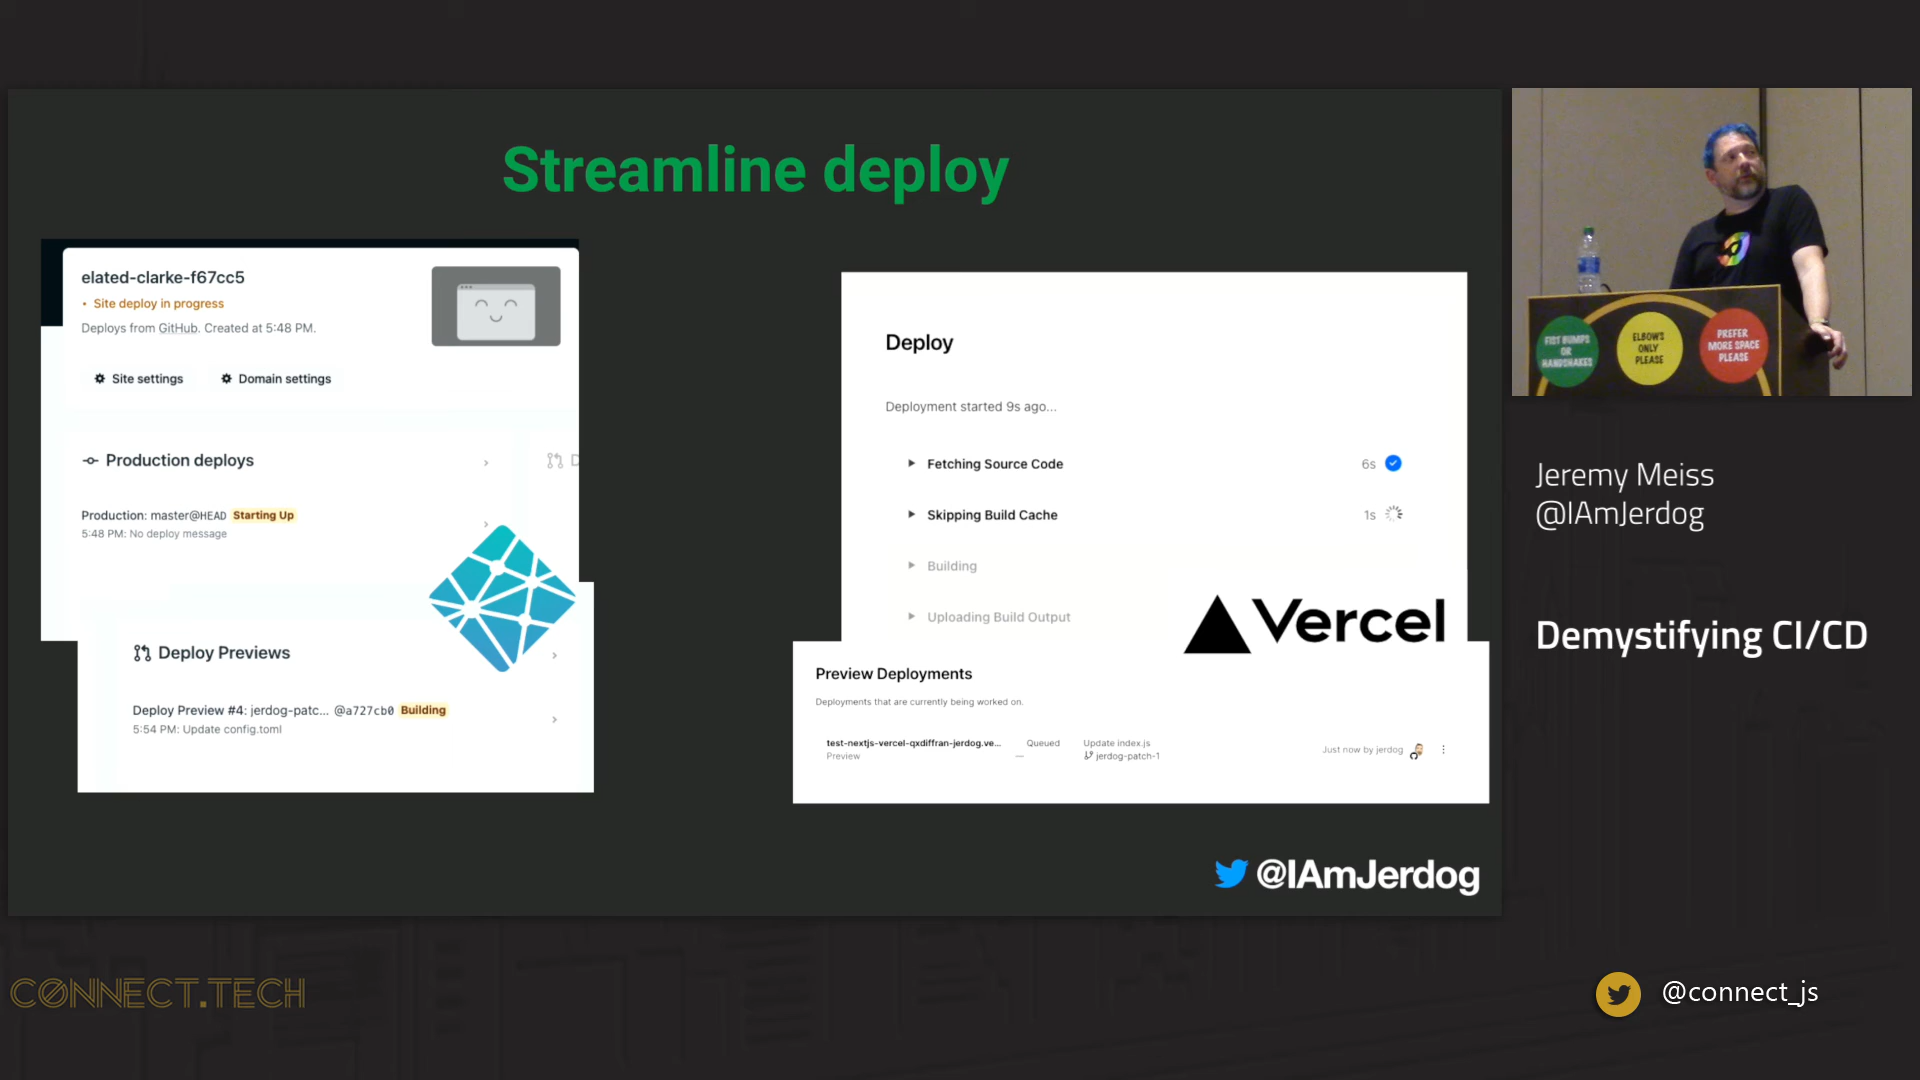 Streamline deploy
elated-clarke-f67cc5
• Site deploy in progress
Deploys from GitHub. Created at 5:48 PM.
Site settings
Domain settings
Production deploys
Production: master@HEAD Starting Up
5:48 PM: No deploy message
Deploy Previews
Deploy Preview #4: jerdog-patc... @a727cb0 Building
5:54 PM: Update config.toml
Deploy
Deployment started 9s ago...
Fetching Source Code
6s
Skipping Build Cache
1s
Building
Uploading Build Output
Vercel
Preview Deployments
Deployments that are currently being worked on.
test-nextjs-vercel-qxdiffran-jerdog.ve...
Preview
Queued
—
Update index.js
jerdog-patch-1
Just now by jerdog
@IAmJerdog
FIST BUMPS
OR
HANDSHAKES
ELBOWS
ONLY
PLEASE
PREFER
MORE SPACE
PLEASE
Jeremy Meiss
@IAmJerdog
Demystifying CI/CD
CONNECT.TECH
@connect_js